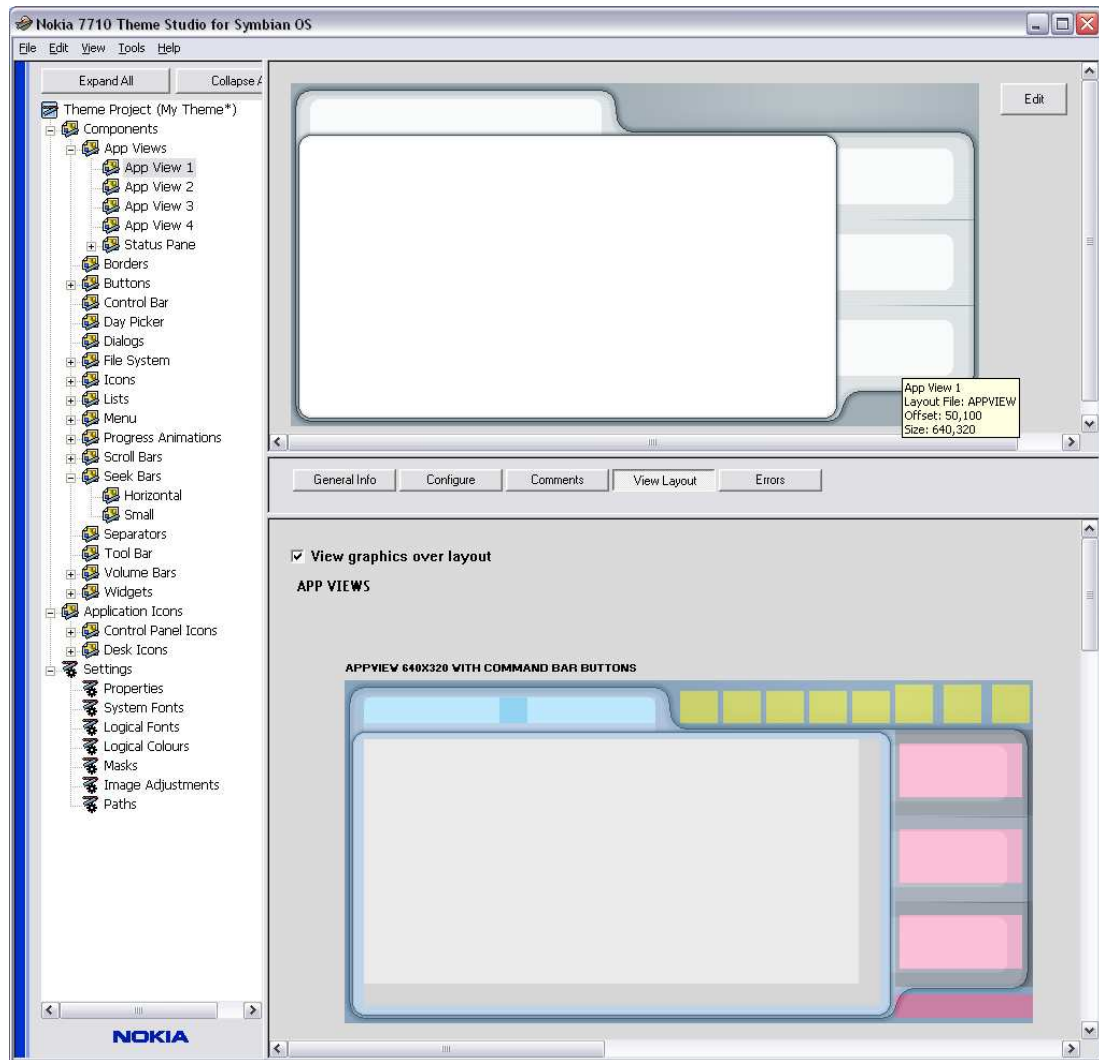 Nokia 7710 Theme Studio for Symbian OS
File Edit View Tools Help
Expand All Collapse A
Theme Project (My Theme*)
Components
App Views
App View 1
App View 2
App View 3
App View 4
Status Pane
Borders
Buttons
Control Bar
Day Picker
Dialogs
File System
Icons
Lists
Menu
Progress Animations
Scroll Bars
Seek Bars
Horizontal
Small
Separators
Tool Bar
Volume Bars
Widgets
Application Icons
Control Panel Icons
Desk Icons
Settings
Properties
System Fonts
Logical Fonts
Logical Colours
Masks
Image Adjustments
Paths
NOKIA
Edit
App View 1
Layout File: APPVIEW
Offset: 50,100
Size: 640,320
General Info Configure Comments View Layout Errors
View graphics over layout
APP VIEWS
APPVIEW 640X320 WITH COMMAND BAR BUTTONS